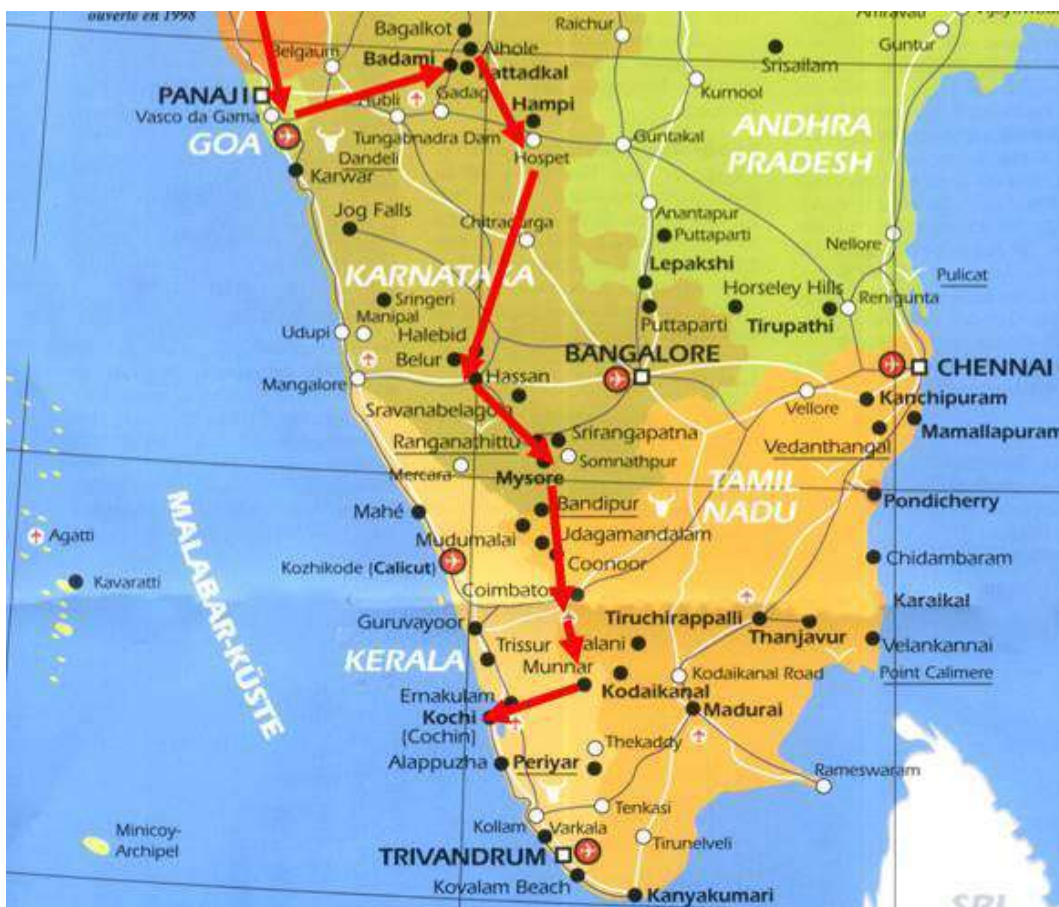 ouverte en 1998
Bagalkot
Raichur
Guntur
Belgaum
Aihole
Badami
Pattadkal
Srisailam
PANAJI
Gadag
Hampi
Kurnool
Vasco da Gama
GOA
Tungabnadra Dam
Guntakal
ANDHRA
PRADESH
Dandeli
Hospet
Karwar
Jog Falls
Chitradurga
Anantapur
Puttaparti
Nellore
Lepakshi
KARNATAKA
Pulicat
Sringeri
Horseley Hills
Renigunta
Manipal
Puttaparti
Tirupathi
Udupi
Halebid
Belur
BANGALORE
CHENNAI
Mangalore
Hassan
Vellore
Kanchipuram
Sravanabelagola
Mamallapuram
Ranganathittu
Srirangapatna
Vedanthangal
Mercara
Somnathpur
Mysore
TAMIL
NADU
Pondicherry
Bandipur
Mahé
MALABAR-KÜSTE
Agatti
Mudumalai
Udagamandalam
Chidambaram
Kozhikode (Calicut)
Coonoor
Kavaratti
Karaikal
Guruvayoor
Tiruchirappalli
Thanjavur
Velankannai
KERALA
Trissur
Munnar
Kodaikanal Road
Point Calimere
Kodaikanal
Ernakulam
Madurai
Kochi
(Cochin)
Thekaddy
Alappuzha
Periyar
Rameswaram
Tenkasi
Minicoy-
Archipel
Kollam
Varkala
Tirunelveli
TRIVANDRUM
Kovalam Beach
Kanyakumari
SRI